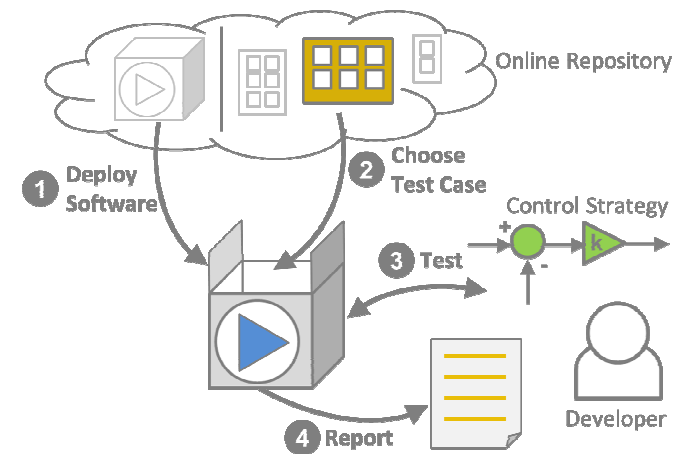 Online Repository
1 Deploy
Software
2 Choose
Test Case
Control Strategy
3 Test
+
-
k
Developer
4 Report